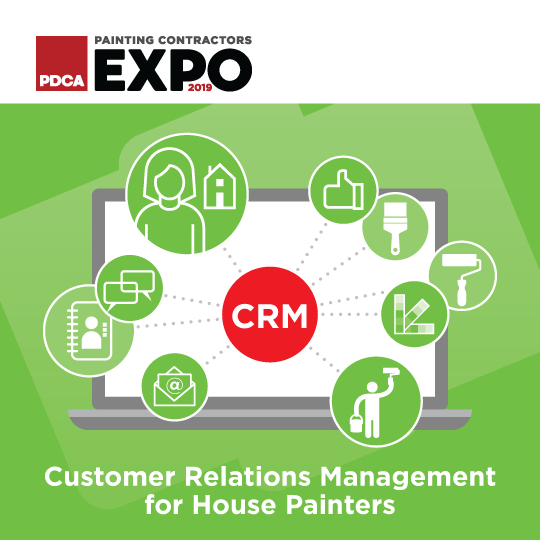 PAINTING CONTRACTORS
PDCA
EXPO
2019
CRM
@
Customer Relations Management
for House Painters